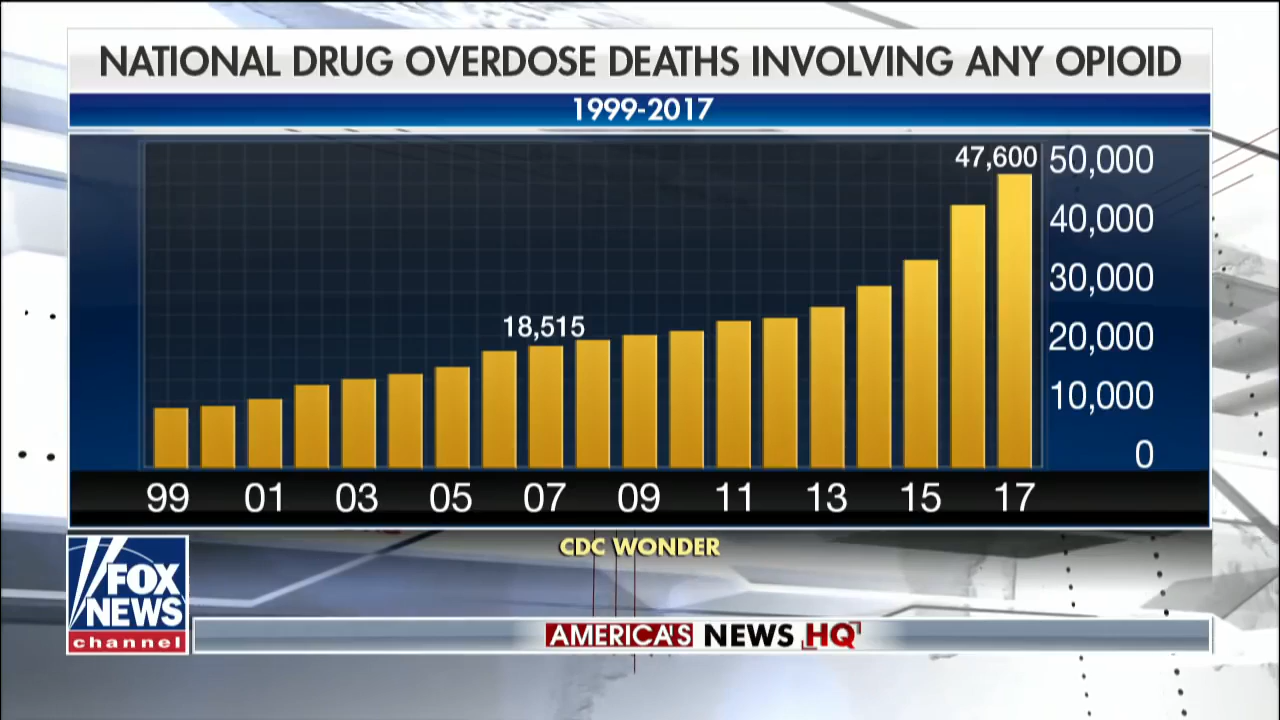 NATIONAL DRUG OVERDOSE DEATHS INVOLVING ANY OPIOID
1999-2017
47,600
50,000
40,000
30,000
18,515
20,000
10,000
0
99 01 03 05 07 09 11 13 15 17
CDC WONDER
FOX
NEWS
channel
AMERICA'S NEWS HQ